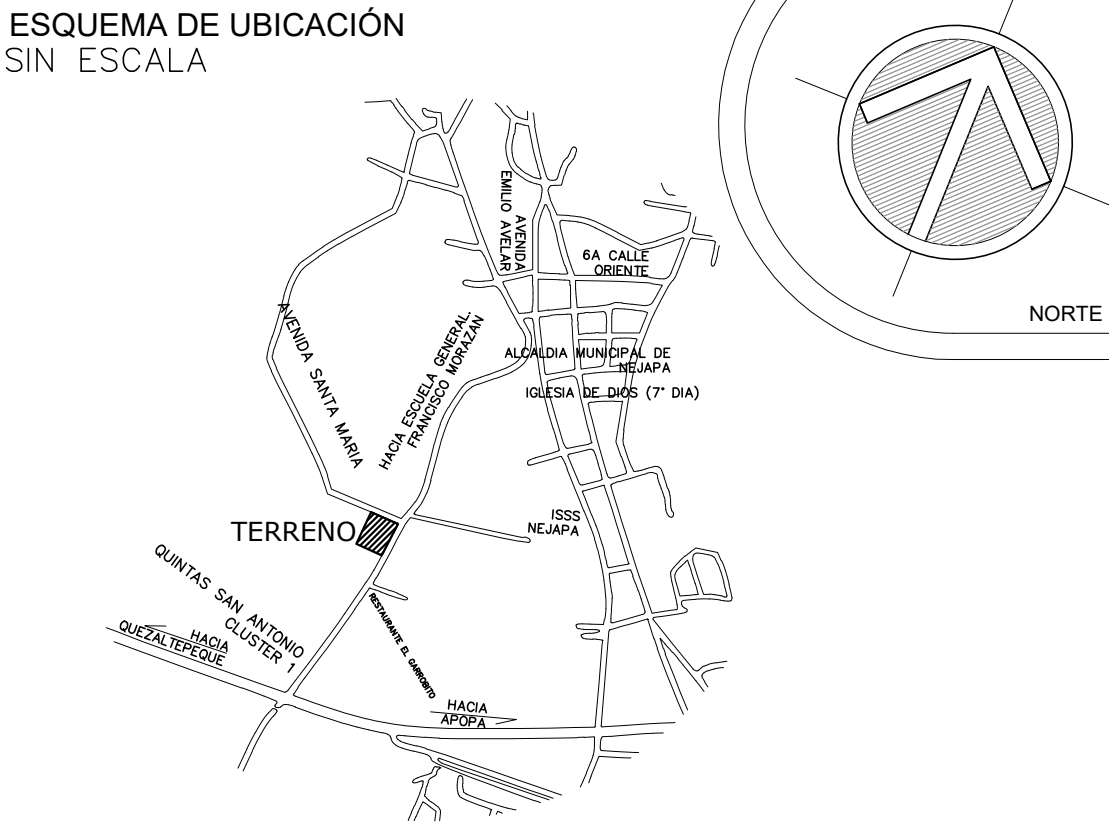 ESQUEMA DE UBICACIÓN
SIN ESCALA
NORTE
AVENIDA
EMILIO AVELAR
6A CALLE
ORIENTE
AVENIDA SANTA MARIA
HACIA ESCUELA GENERAL.
FRANCISCO MORAZAN
ALCALDIA MUNICIPAL DE
NEJAPA
IGLESIA DE DIOS (7° DIA)
ISSS
NEJAPA
TERRENO
QUINTAS SAN ANTONIO
CLUSTER 1
RESTAURANTE EL GARROBITO
HACIA
QUEZALTEPEQUE
HACIA
APOPA